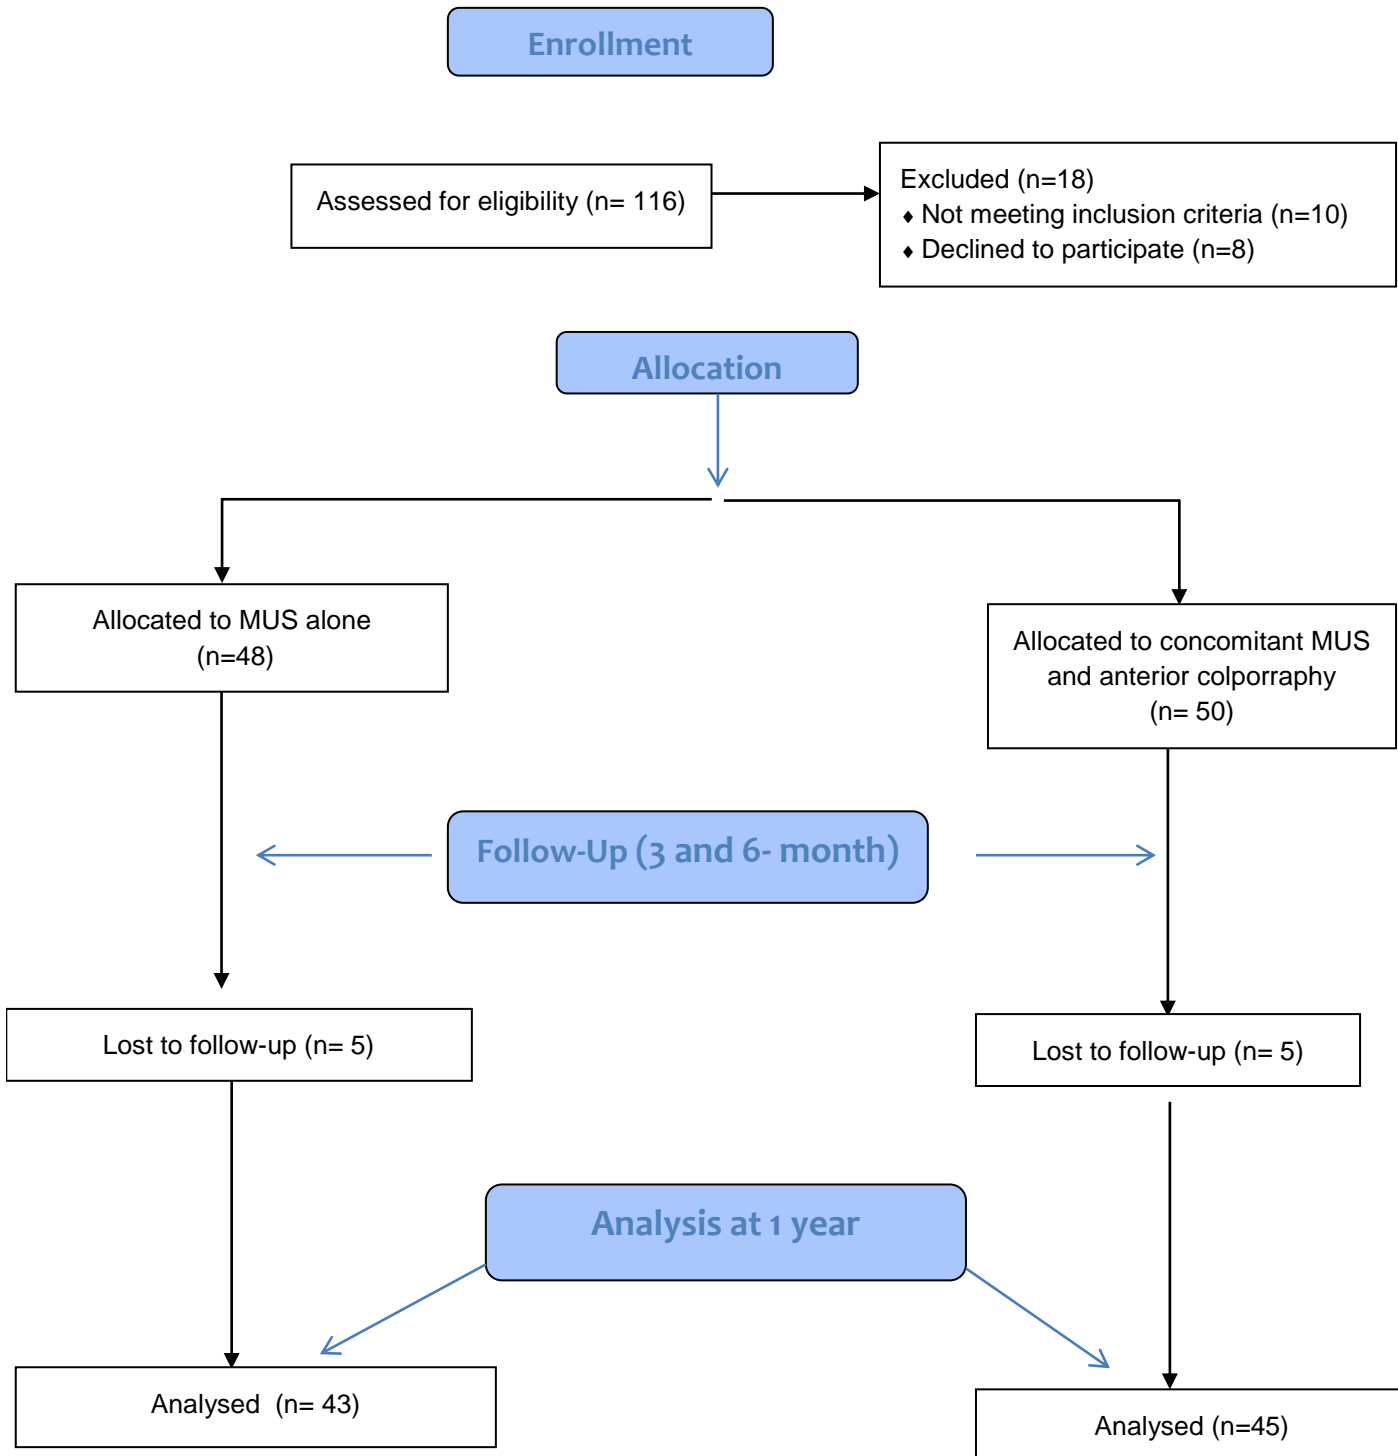 Enrollment
Assessed for eligibility (n= 116)
Excluded (n=18)
♦ Not meeting inclusion criteria (n=10)
♦ Declined to participate (n=8)
Allocation
Allocated to MUS alone
(n=48)
Allocated to concomitant MUS
and anterior colporraphy
(n= 50)
Follow-Up (3 and 6- month)
Lost to follow-up (n= 5)
Lost to follow-up (n= 5)
Analysis at 1 year
Analysed (n= 43)
Analysed (n=45)